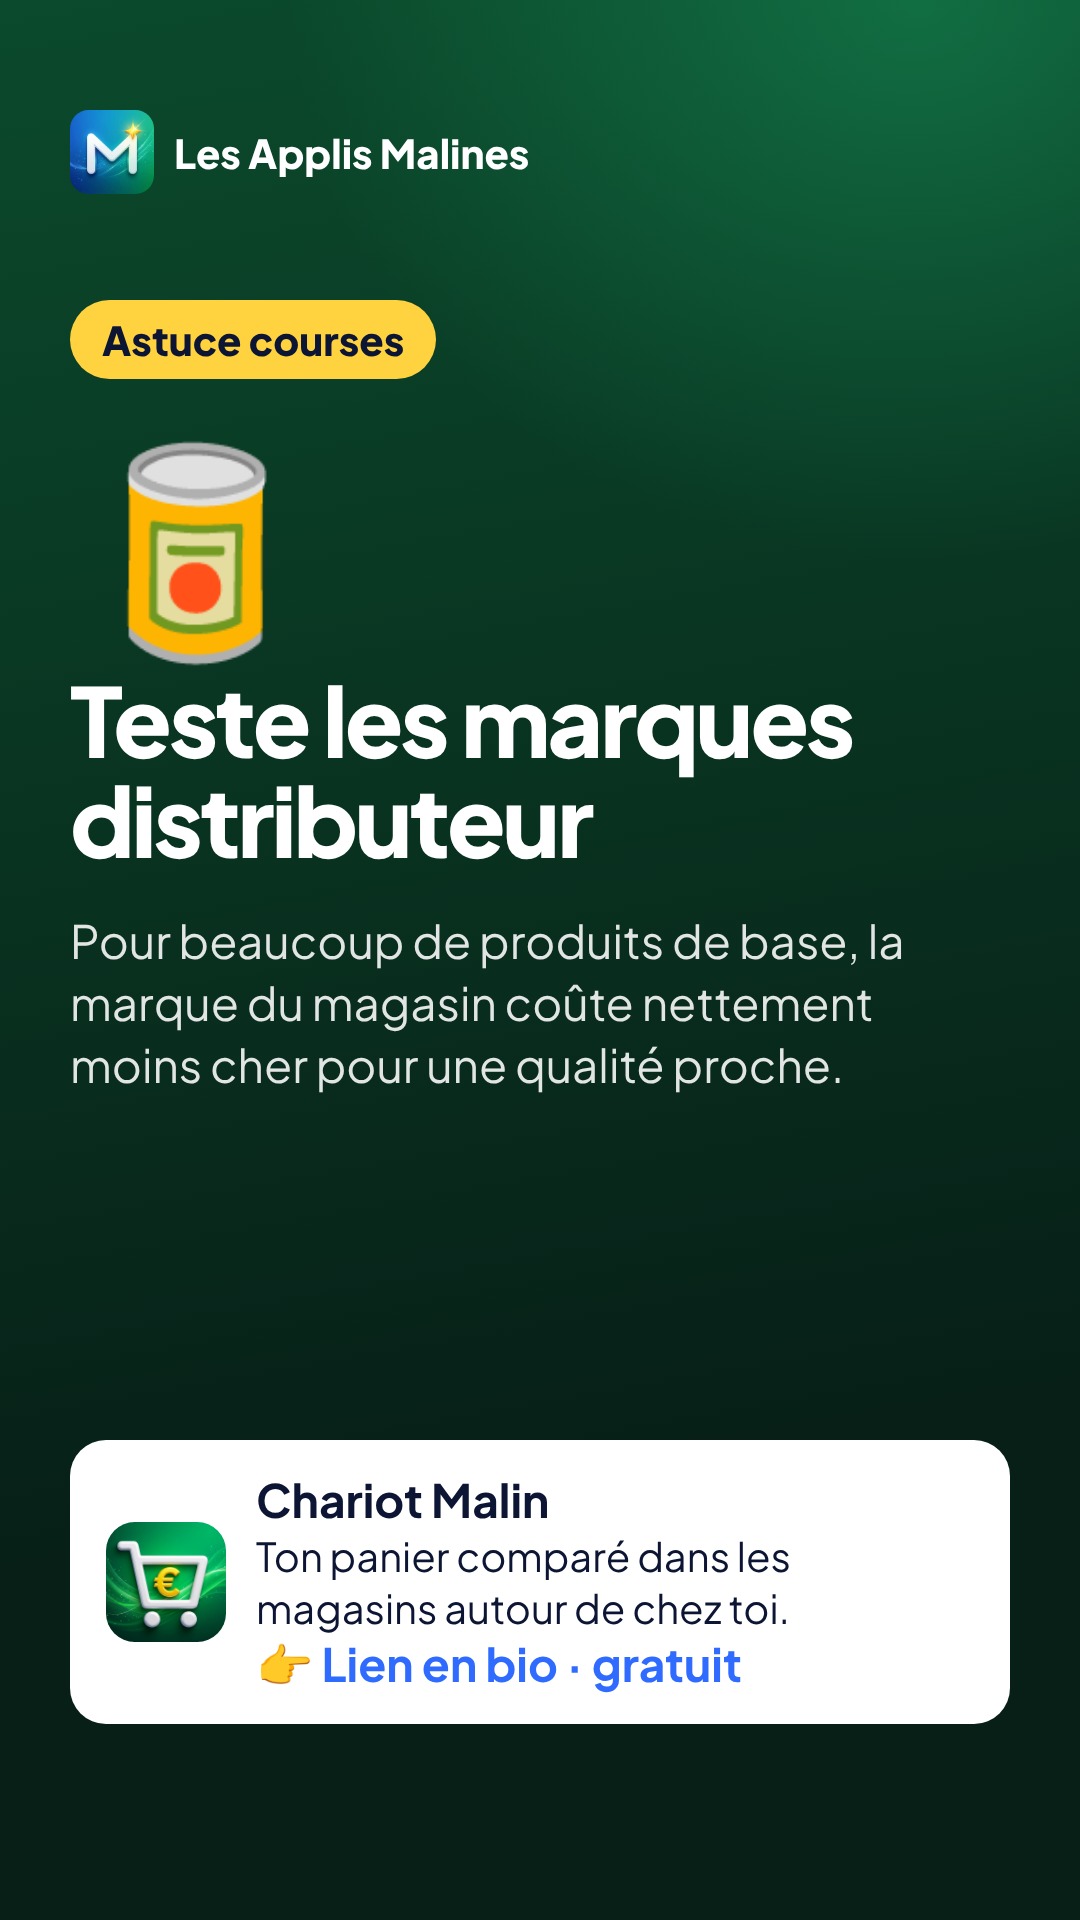 Les Applis Malines
Astuce courses
Teste les marques
distributeur
Pour beaucoup de produits de base, la
marque du magasin coûte nettement
moins cher pour une qualité proche.
Chariot Malin
Ton panier comparé dans les
magasins autour de chez toi.
👉 Lien en bio · gratuit